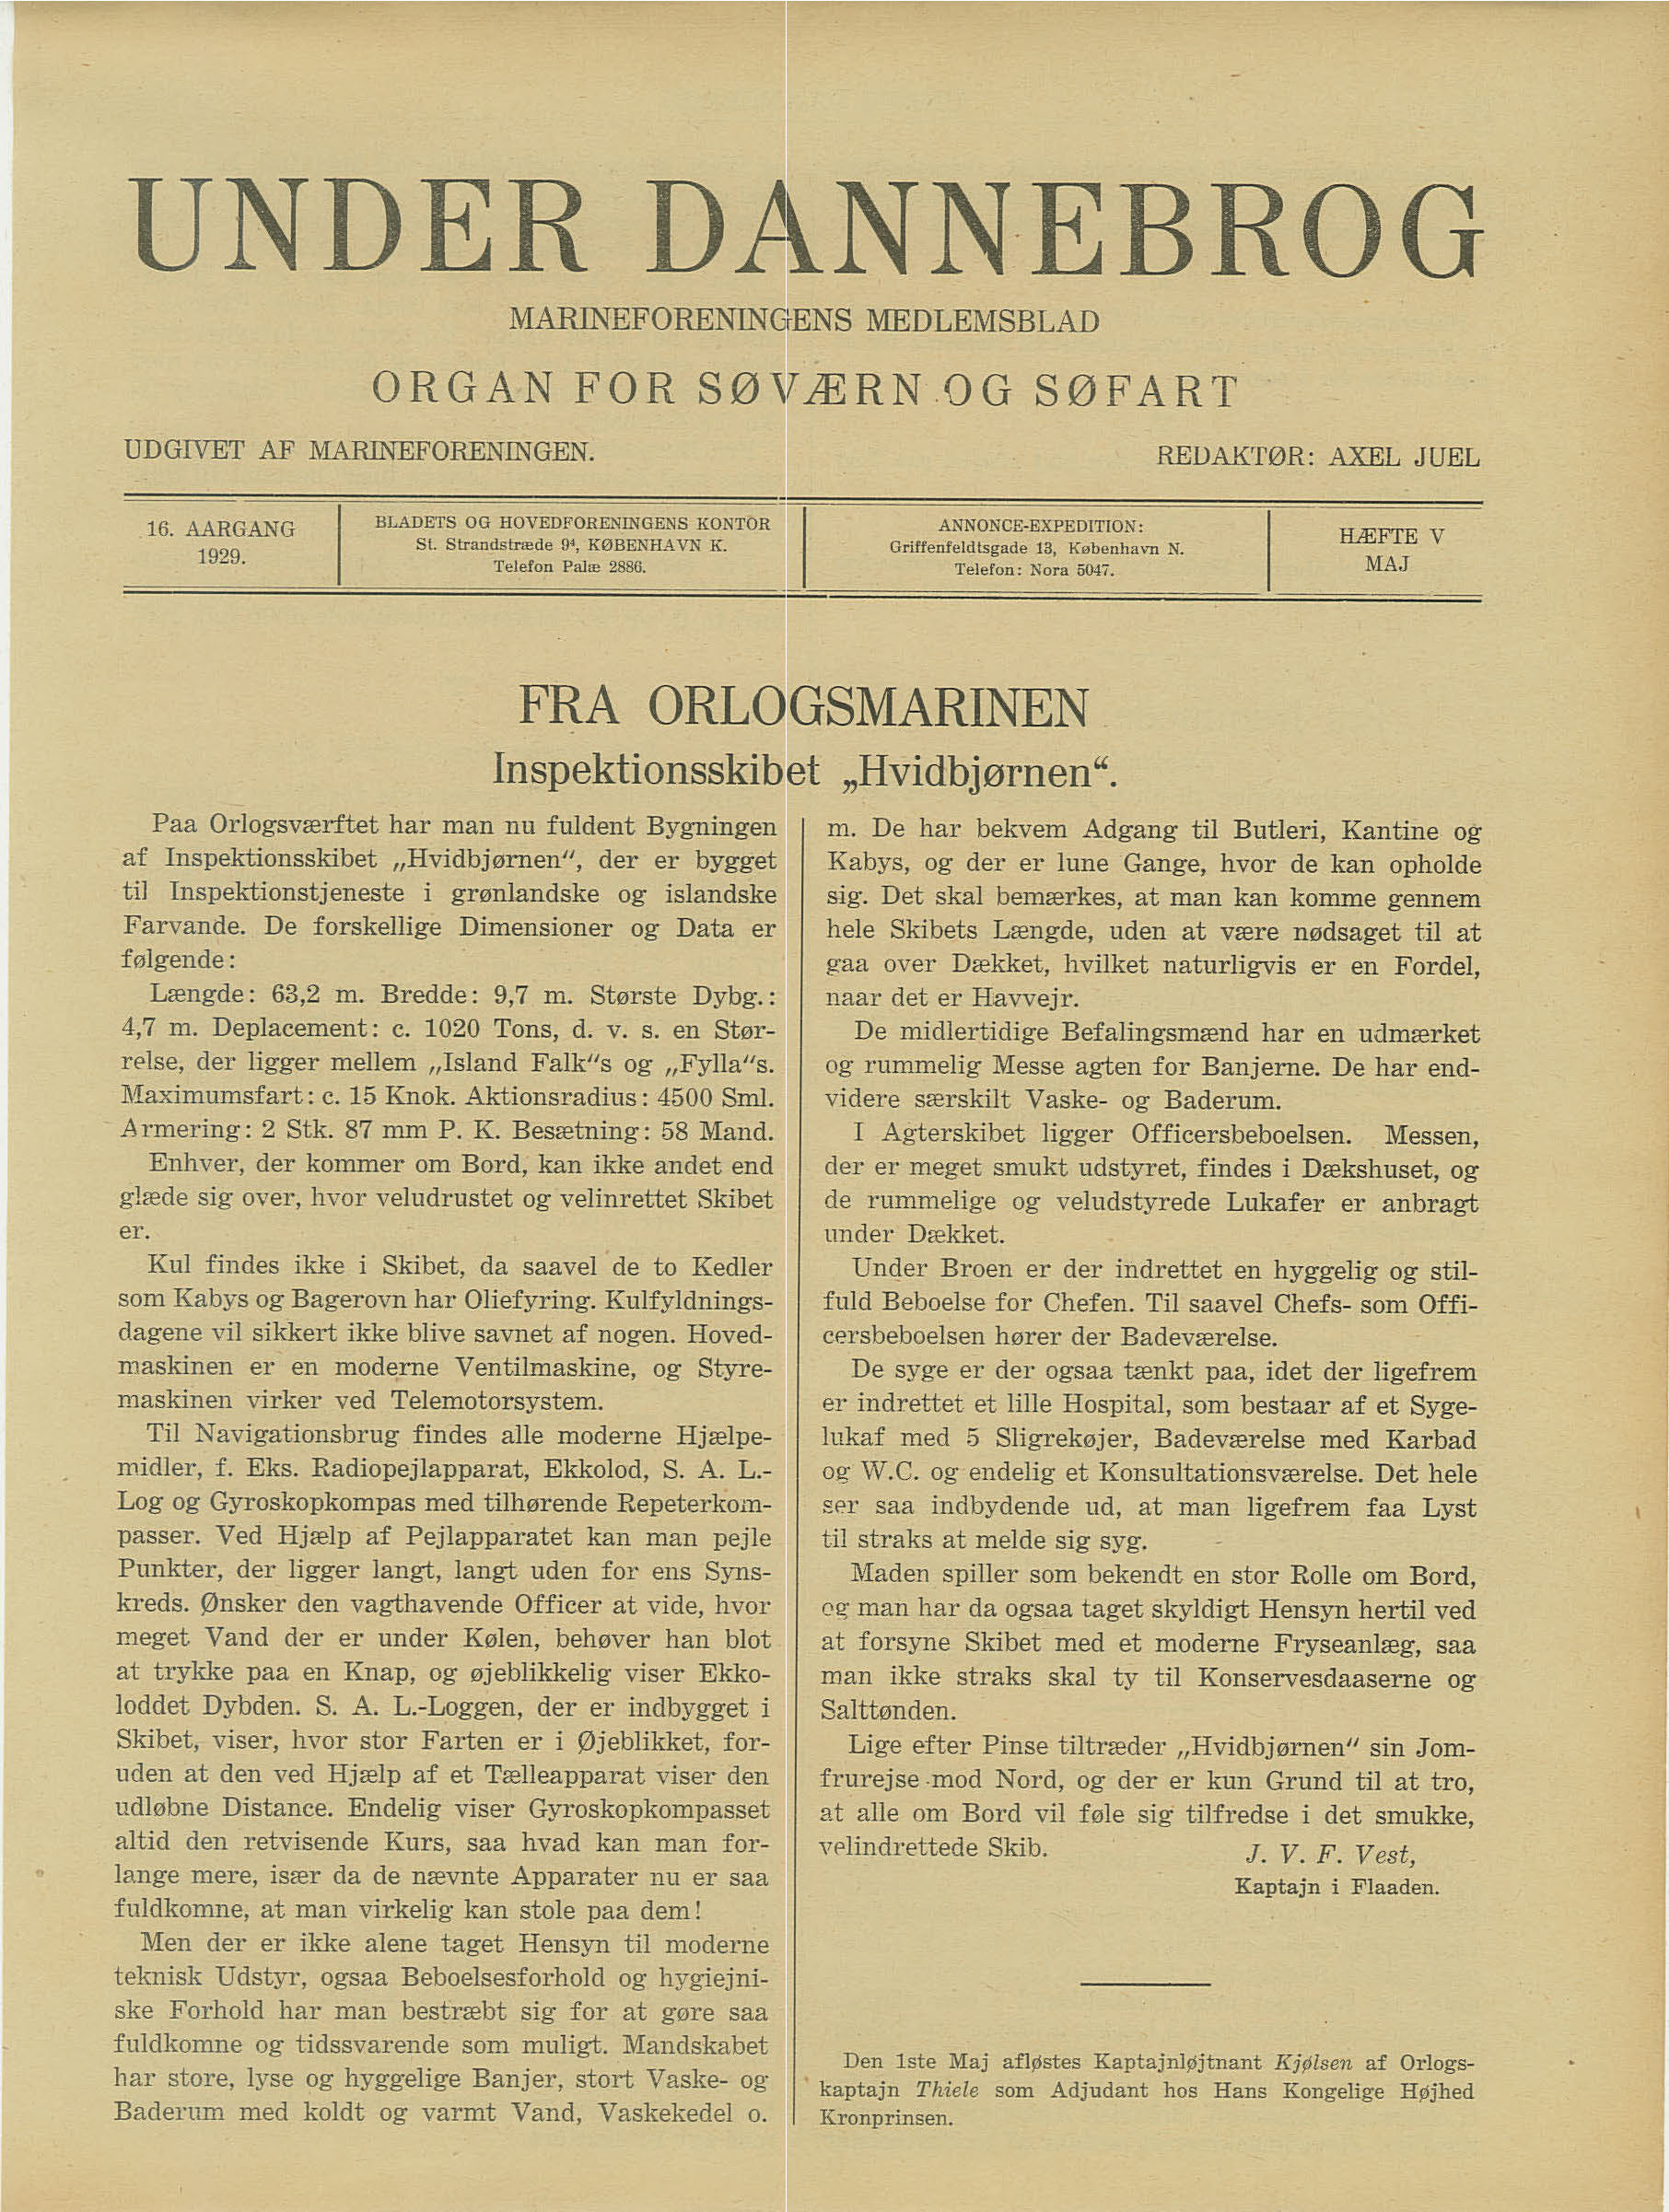 UNDER DANNEBROG
MARINEFORENINGENS MEDLEMSBLAD
ORGAN FOR SØVÆRN OG SØFART
UDGIVET AF MARINEFORENINGEN.
REDAKTØR: AXEL JUEL
16. AARGANG
1929.
BLADETS OG HOVEDFORENINGENS KONTOR
St. Strandstræde 9⁴, KØBENHAVN K.
Telefon Palæ 2886.
ANNONCE-EXPEDITION:
Griffenfeldtsgade 13, København N.
Telefon: Nora 5047.
HÆFTE V
MAJ
FRA ORLOGSMARINEN
Inspektionsskibet „Hvidbjørnen“.
Paa Orlogsværftet har man nu fuldent Bygningen
af Inspektionsskibet „Hvidbjørnen“, der er bygget
til Inspektionstjeneste i grønlandske og islandske
Farvande. De forskellige Dimensioner og Data er
følgende:
Længde: 63,2 m. Bredde: 9,7 m. Største Dybg.:
4,7 m. Deplacement: c. 1020 Tons, d. v. s. en Stør-
relse, der ligger mellem „Island Falk“s og „Fylla“s.
Maximumsfart: c. 15 Knok. Aktionsradius: 4500 Sml.
Armering: 2 Stk. 87 mm P. K. Besætning: 58 Mand.
Enhver, der kommer om Bord, kan ikke andet end
glæde sig over, hvor veludrustet og velinrettet Skibet
er.
Kul findes ikke i Skibet, da saavel de to Kedler
som Kabys og Bagerovn har Oliefyring. Kulfyldnings-
dagene vil sikkert ikke blive savnet af nogen. Hoved-
maskinen er en moderne Ventilmaskine, og Styre-
maskinen virker ved Telemotorsystem.
Til Navigationsbrug findes alle moderne Hjælpe-
midler, f. Eks. Radiopejlapparat, Ekkolod, S. A. L.-
Log og Gyroskopkompas med tilhørende Repeterkom-
passer. Ved Hjælp af Pejlapparatet kan man pejle
Punkter, der ligger langt, langt uden for ens Syns-
kreds. Ønsker den vagthavende Officer at vide, hvor
meget Vand der er under Kølen, behøver han blot
at trykke paa en Knap, og øjeblikkelig viser Ekko-
loddet Dybden. S. A. L.-Loggen, der er indbygget i
Skibet, viser, hvor stor Farten er i Øjeblikket, for-
uden at den ved Hjælp af et Tælleapparat viser den
udløbne Distance. Endelig viser Gyroskopkompasset
altid den retvisende Kurs, saa hvad kan man for-
lange mere, især da de nævnte Apparater nu er saa
fuldkomne, at man virkelig kan stole paa dem!
Men der er ikke alene taget Hensyn til moderne
teknisk Udstyr, ogsaa Beboelsesforhold og hygiejni-
ske Forhold har man bestræbt sig for at gøre saa
fuldkomne og tidssvarende som muligt. Mandskabet
har store, lyse og hyggelige Banjer, stort Vaske- og
Baderum med koldt og varmt Vand, Vaskekedel o.
m. De har bekvem Adgang til Butleri, Kantine og
Kabys, og der er lune Gange, hvor de kan opholde
sig. Det skal bemærkes, at man kan komme gennem
hele Skibets Længde, uden at være nødsaget til at
gaa over Dækket, hvilket naturligvis er en Fordel,
naar det er Havvejr.
De midlertidige Befalingsmænd har en udmærket
og rummelig Messe agten for Banjerne. De har end-
videre særskilt Vaske- og Baderum.
I Agterskibet ligger Officersbeboelsen. Messen,
der er meget smukt udstyret, findes i Dækshuset, og
de rummelige og veludstyrede Lukafer er anbragt
under Dækket.
Under Broen er der indrettet en hyggelig og stil-
fuld Beboelse for Chefen. Til saavel Chefs- som Offi-
cersbeboelsen hører der Badeværelse.
De syge er der ogsaa tænkt paa, idet der ligefrem
er indrettet et lille Hospital, som bestaar af et Syge-
lukaf med 5 Sligrekøjer, Badeværelse med Karbad
og W.C. og endelig et Konsultationsværelse. Det hele
ser saa indbydende ud, at man ligefrem faa Lyst
til straks at melde sig syg.
Maden spiller som bekendt en stor Rolle om Bord,
og man har da ogsaa taget skyldigt Hensyn hertil ved
at forsyne Skibet med et moderne Fryseanlæg, saa
man ikke straks skal ty til Konservesdaaserne og
Salttønden.
Lige efter Pinse tiltræder „Hvidbjørnen“ sin Jom-
frurejse mod Nord, og der er kun Grund til at tro,
at alle om Bord vil føle sig tilfredse i det smukke,
velindrettede Skib.
J. V. F. Vest,
Kaptajn i Flaaden.
Den 1ste Maj afløstes Kaptajnløjtnant Kjølsen af Orlogs-
kaptajn Thiele som Adjudant hos Hans Kongelige Højhed
Kronprinsen.